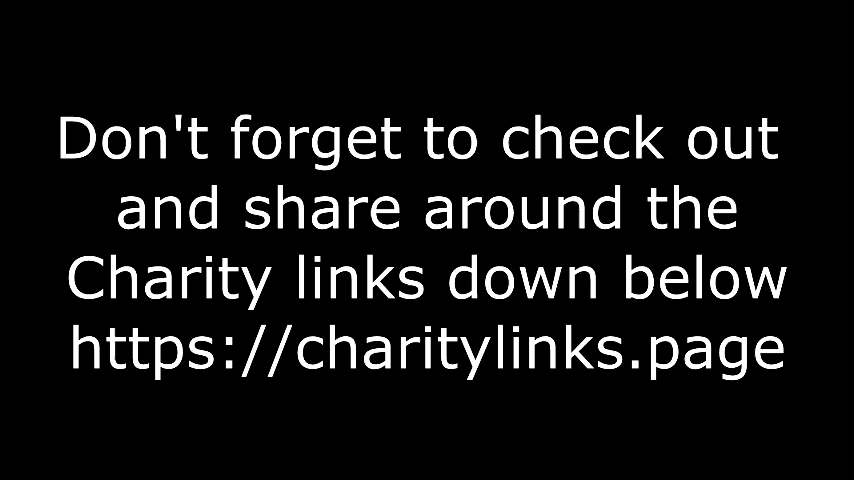 Don't forget to check out
and share around the
Charity links down below
https://charitylinks.page